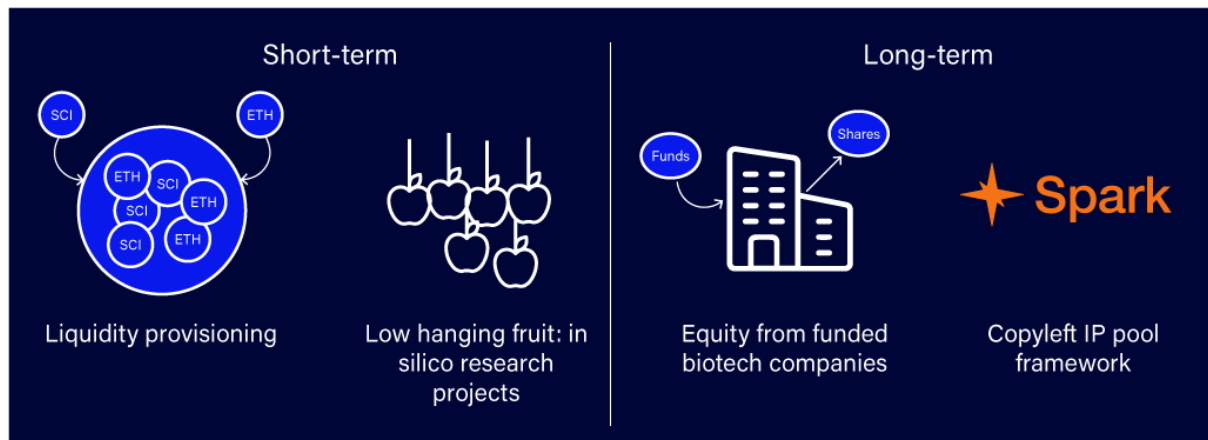 Short-term
Long-term
SCI
ETH
ETH
SCI
SCI
ETH
SCI
ETH
Funds
Shares
Spark
Liquidity provisioning
Low hanging fruit: in
silico research
projects
Equity from funded
biotech companies
Copyleft IP pool
framework